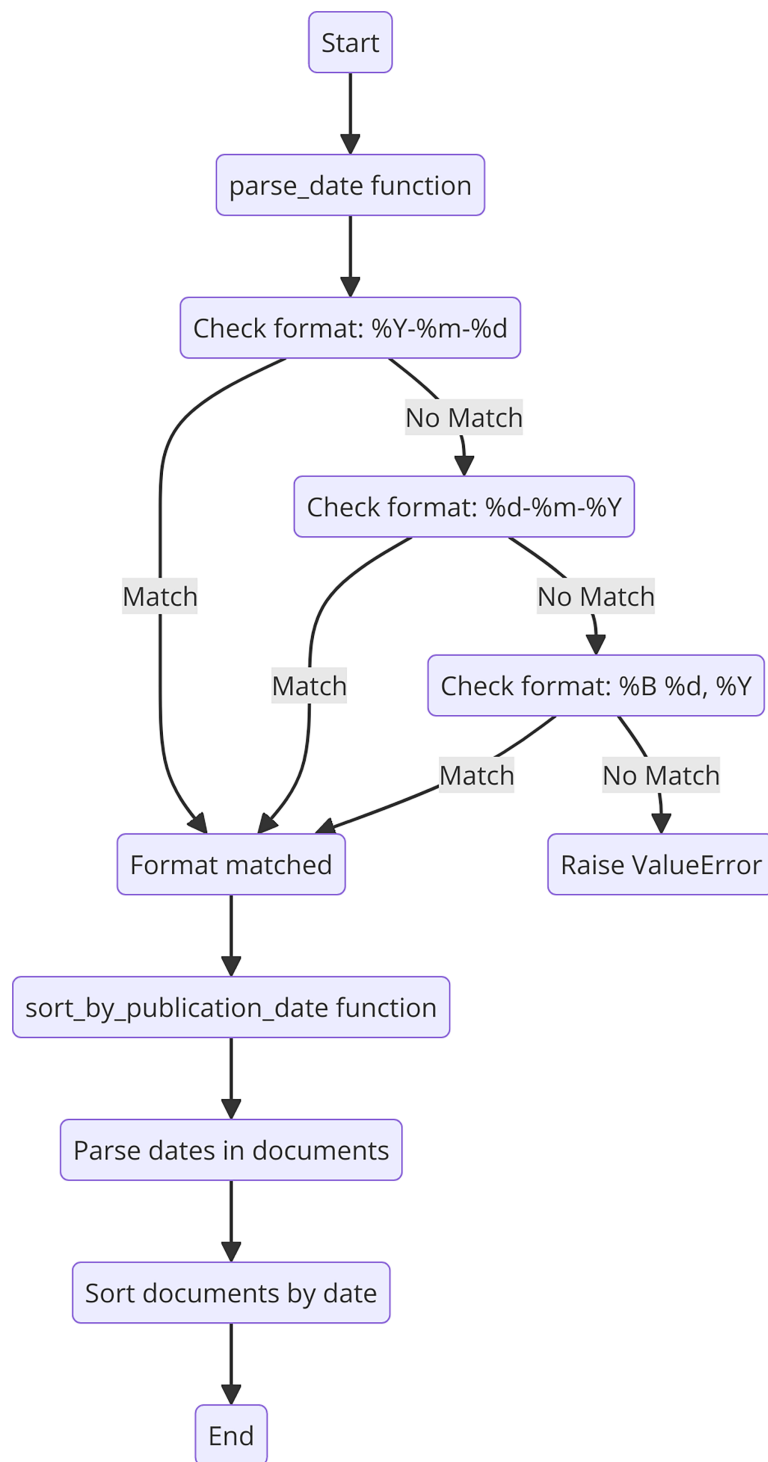 Start
parse_date function
Check format: %Y-%m-%d
No Match
Check format: %d-%m-%Y
Match
No Match
Match
Check format: %B %d, %Y
Match
No Match
Format matched
Raise ValueError
sort_by_publication_date function
Parse dates in documents
Sort documents by date
End